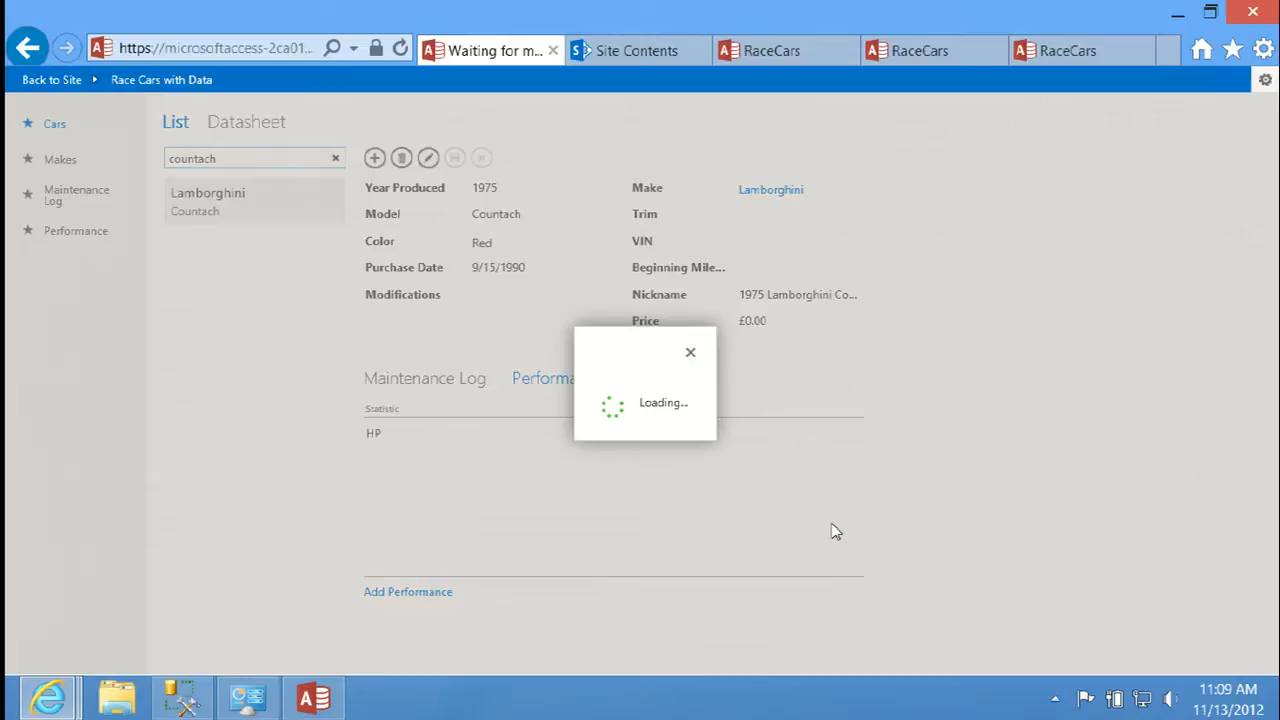 https://microsoftaccess-2ca01...
Waiting for m...
Site Contents
RaceCars
RaceCars
RaceCars
Back to Site
Race Cars with Data
Cars
Makes
Maintenance
Log
Performance
List
Datasheet
countach
Lamborghini
Countach
Year Produced 1975
Make Lamborghini
Model Countach
Trim
Color Red
VIN
Purchase Date 9/15/1990
Beginning Mile...
Modifications
Nickname 1975 Lamborghini Co...
Price £0.00
Maintenance Log
Performa
Statistic
HP
Loading...
Add Performance
11:09 AM
11/13/2012